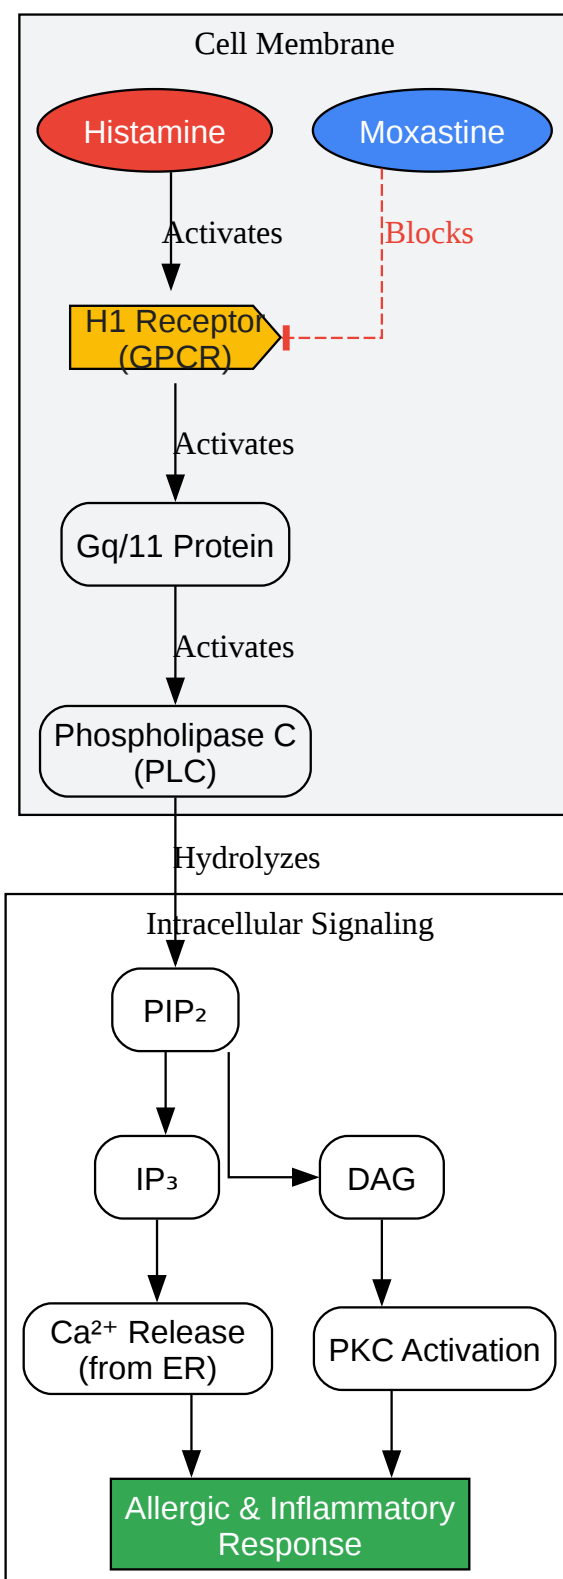 Cell Membrane
Histamine
Moxastine
Activates
Blocks
H1 Receptor
(GPCR)
Activates
Gq/11 Protein
Activates
Phospholipase C
(PLC)
Hydrolyzes
Intracellular Signaling
PIP₂
IP₃
DAG
Ca²⁺ Release
(from ER)
PKC Activation
Allergic & Inflammatory
Response